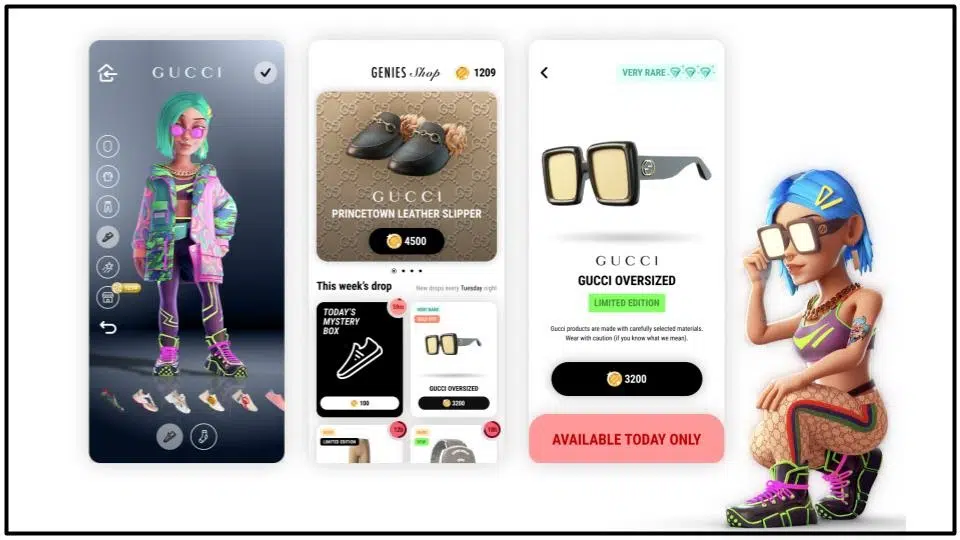 GUCCI
GENIES Shop
1209
GUCCI
PRINCETOWN LEATHER SLIPPER
4500
This week's drop
New drops every Tuesday night
TODAY'S
MYSTERY
BOX
59m
100
VERY RARE
GUCCI OVERSIZED
3200
12h
LIMITED EDITION
18h
VERY RARE
GUCCI
GUCCI OVERSIZED
LIMITED EDITION
Gucci products are made with carefully selected materials.
Wear with caution (if you know what we mean).
3200
AVAILABLE TODAY ONLY